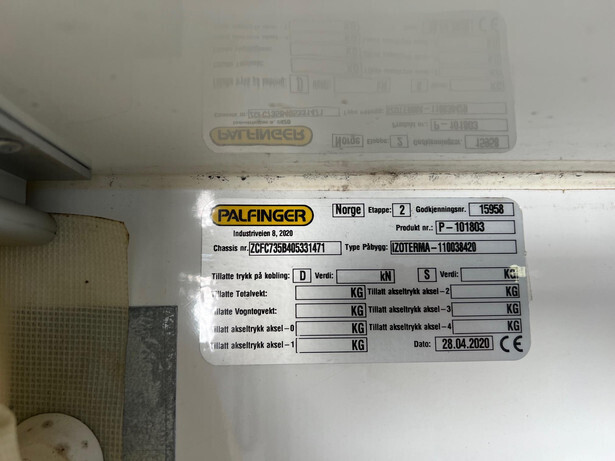 PALFINGER Norge Etappe: 2 Godkjenningsnr. 15958
Industriveien 8, 2020 Produkt nr.: P-101803
Chassis nr. ZCFC735B405331471 Type Påbygg: IZOTERMA-110038420
Tillatte trykk på kobling: D Verdi: kN S Verdi: KG
Tillatte Totalvekt: KG Tillatt akseltrykk aksel-2 KG
Tillatte Vogntogvekt: KG Tillatt akseltrykk aksel-3 KG
Tillatt akseltrykk aksel-0 KG Tillatt akseltrykk aksel-4 KG
Tillatt akseltrykk aksel-1 KG Dato: 28.04.2020 CE